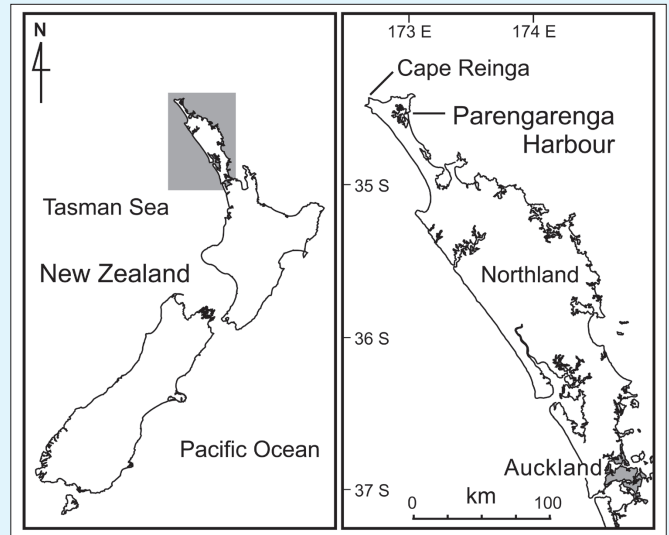 N
Tasman Sea
New Zealand
Pacific Ocean
173 E
174 E
Cape Reinga
Parengarenga
Harbour
35 S
Northland
36 S
Auckland
37 S
0
km
100